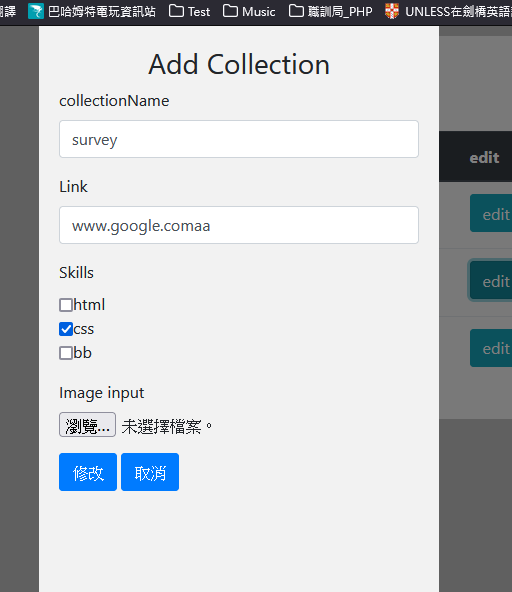 翻譯 巴哈姆特電玩資訊站 Test Music 職訓局_PHP UNLESS在劍橋英語
Add Collection
collectionName
survey
edit
Link
edit
www.google.comaa
Skills
edit
html
css
edit
bb
Image input
瀏覽... 未選擇檔案。
修改 取消